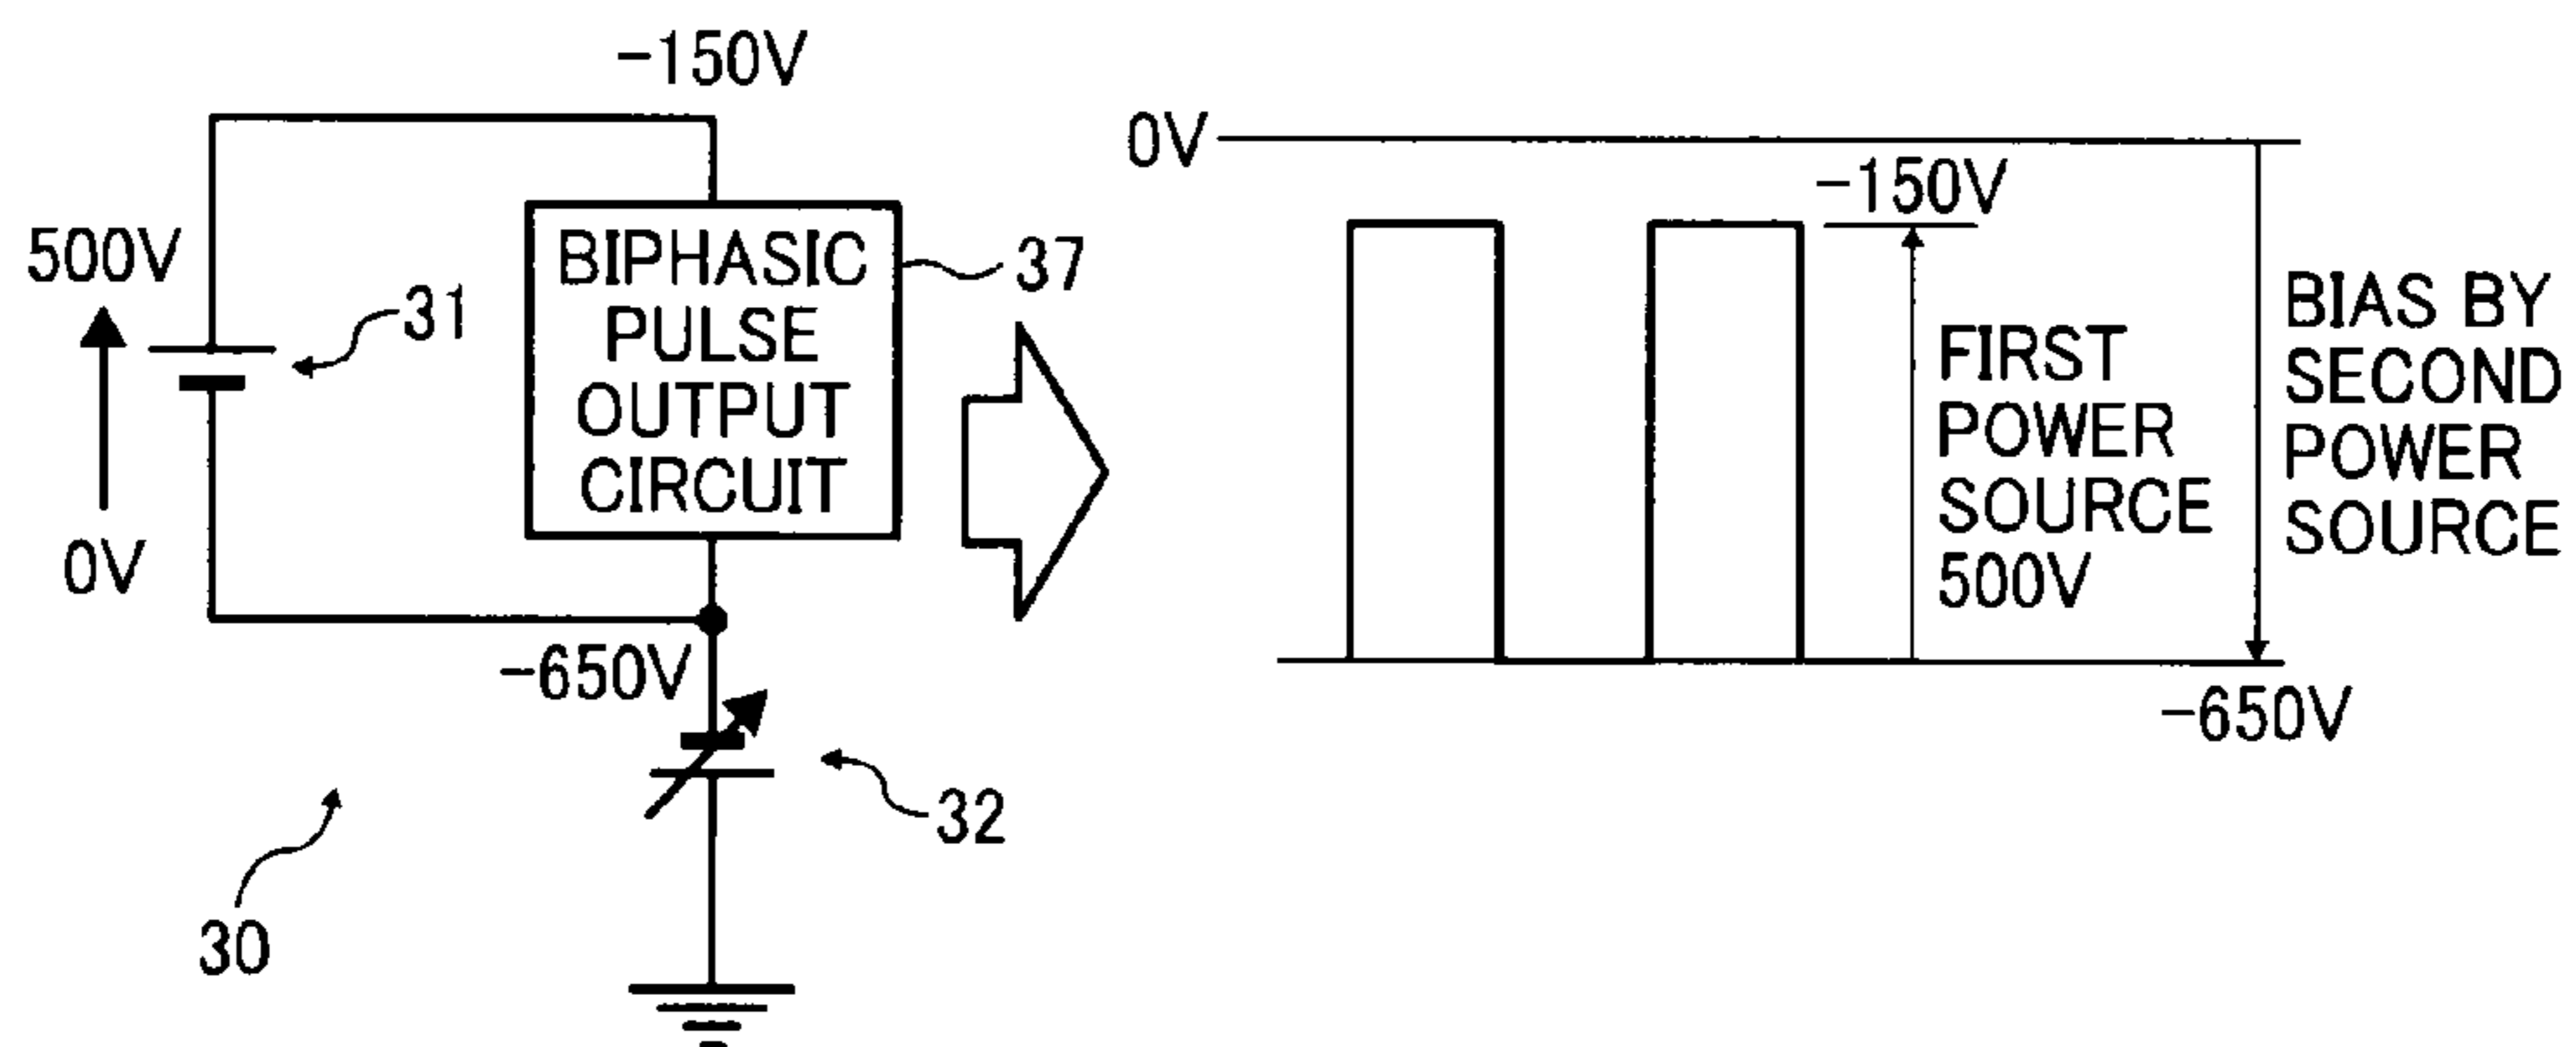 -150V
500V
31
0V
BIPHASIC
PULSE
OUTPUT
CIRCUIT
37
-650V
32
30
0V
-150V
FIRST
POWER
SOURCE
500V
BIAS BY
SECOND
POWER
SOURCE
-650V